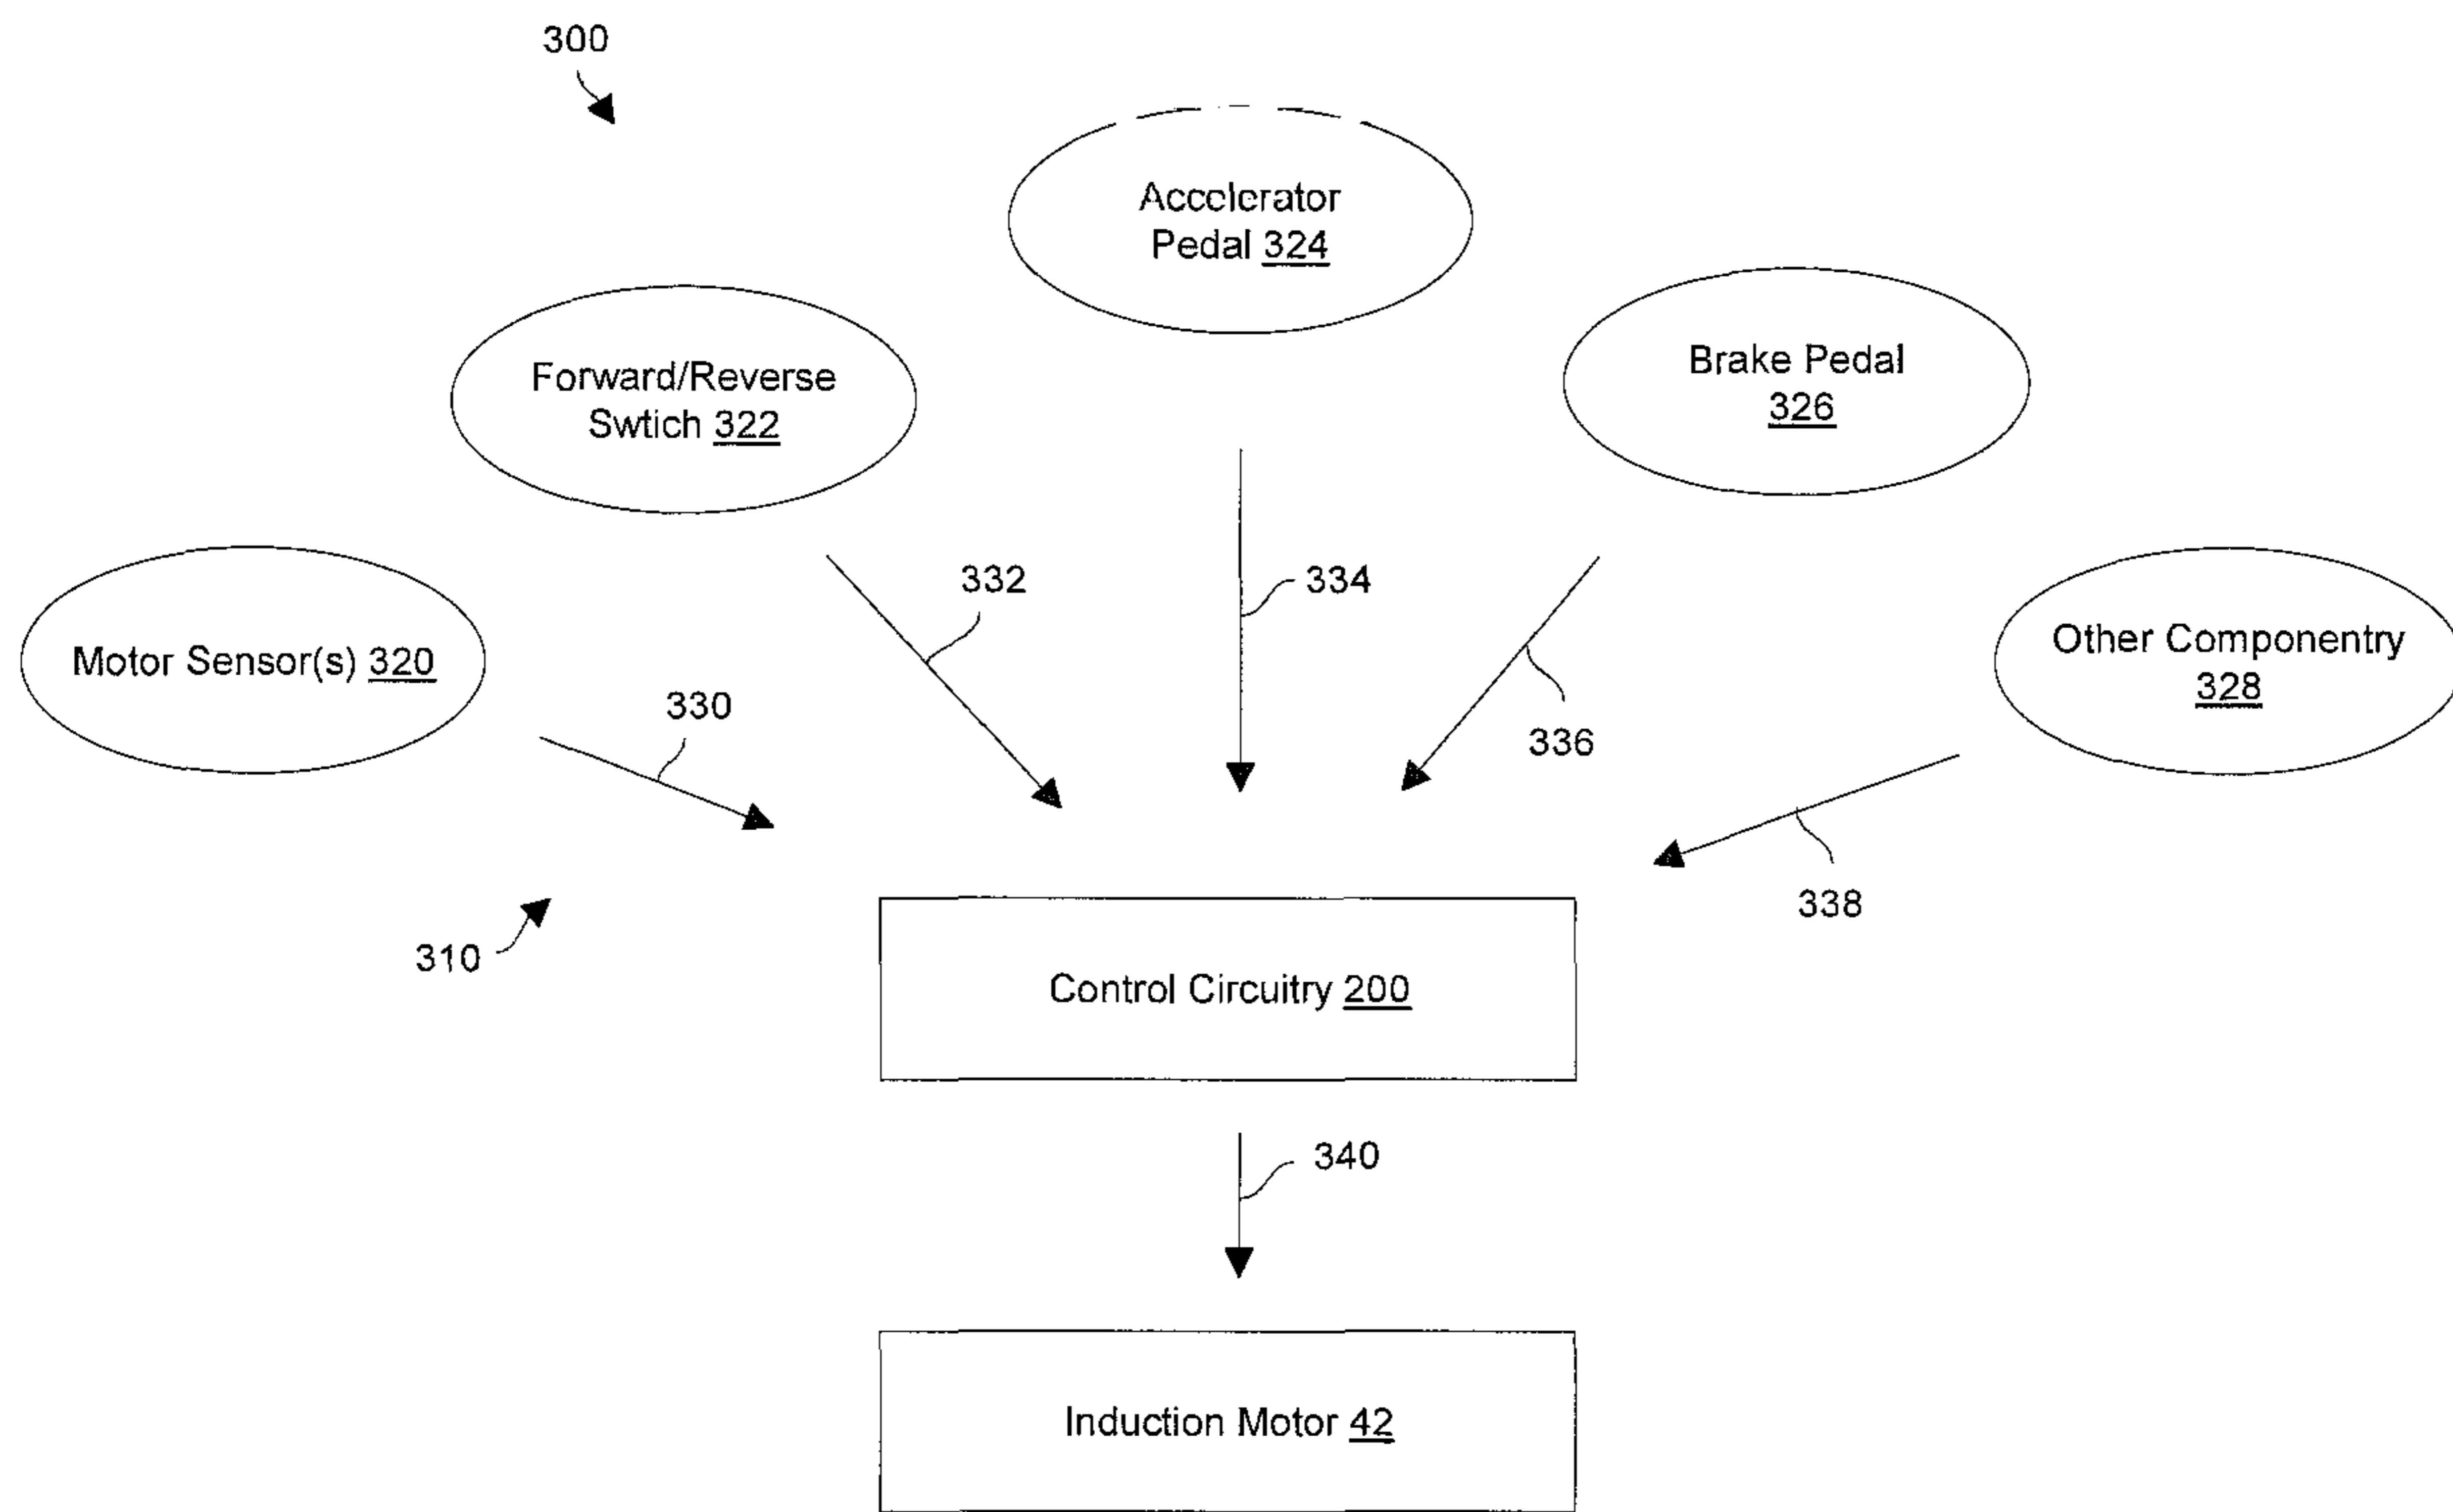 300
Accelerator
Pedal 324
Forward/Reverse
Swtich 322
Brake Pedal
326
332
334
Motor Sensor(s) 320
Other Componentry
328
330
336
338
310
Control Circuitry 200
340
Induction Motor 42